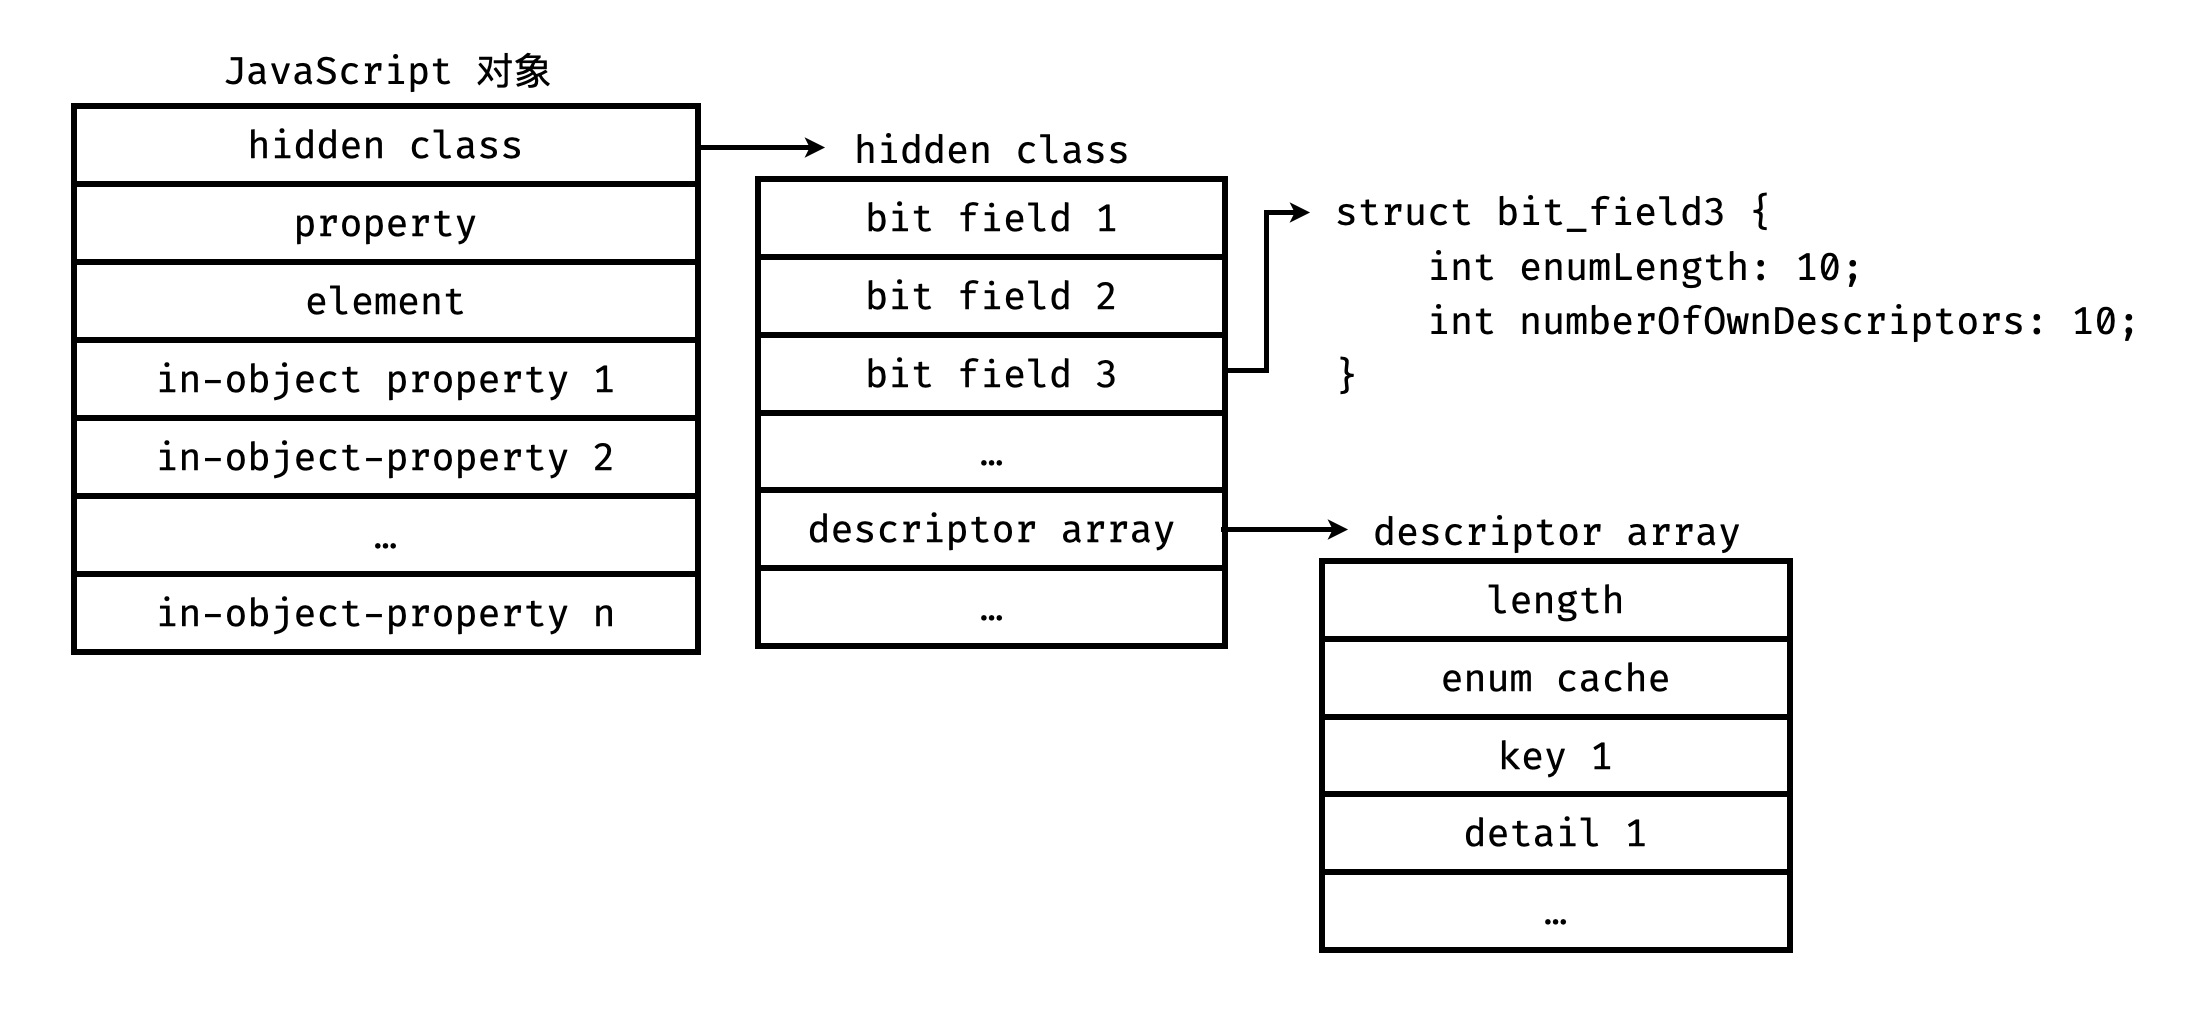 JavaScript 对象
hidden class
property
element
in-object property 1
in-object-property 2
…
in-object-property n
hidden class
bit field 1
bit field 2
bit field 3
…
descriptor array
…
struct bit_field3 {
    int enumLength: 10;
    int numberOfOwnDescriptors: 10;
}
descriptor array
length
enum cache
key 1
detail 1
…